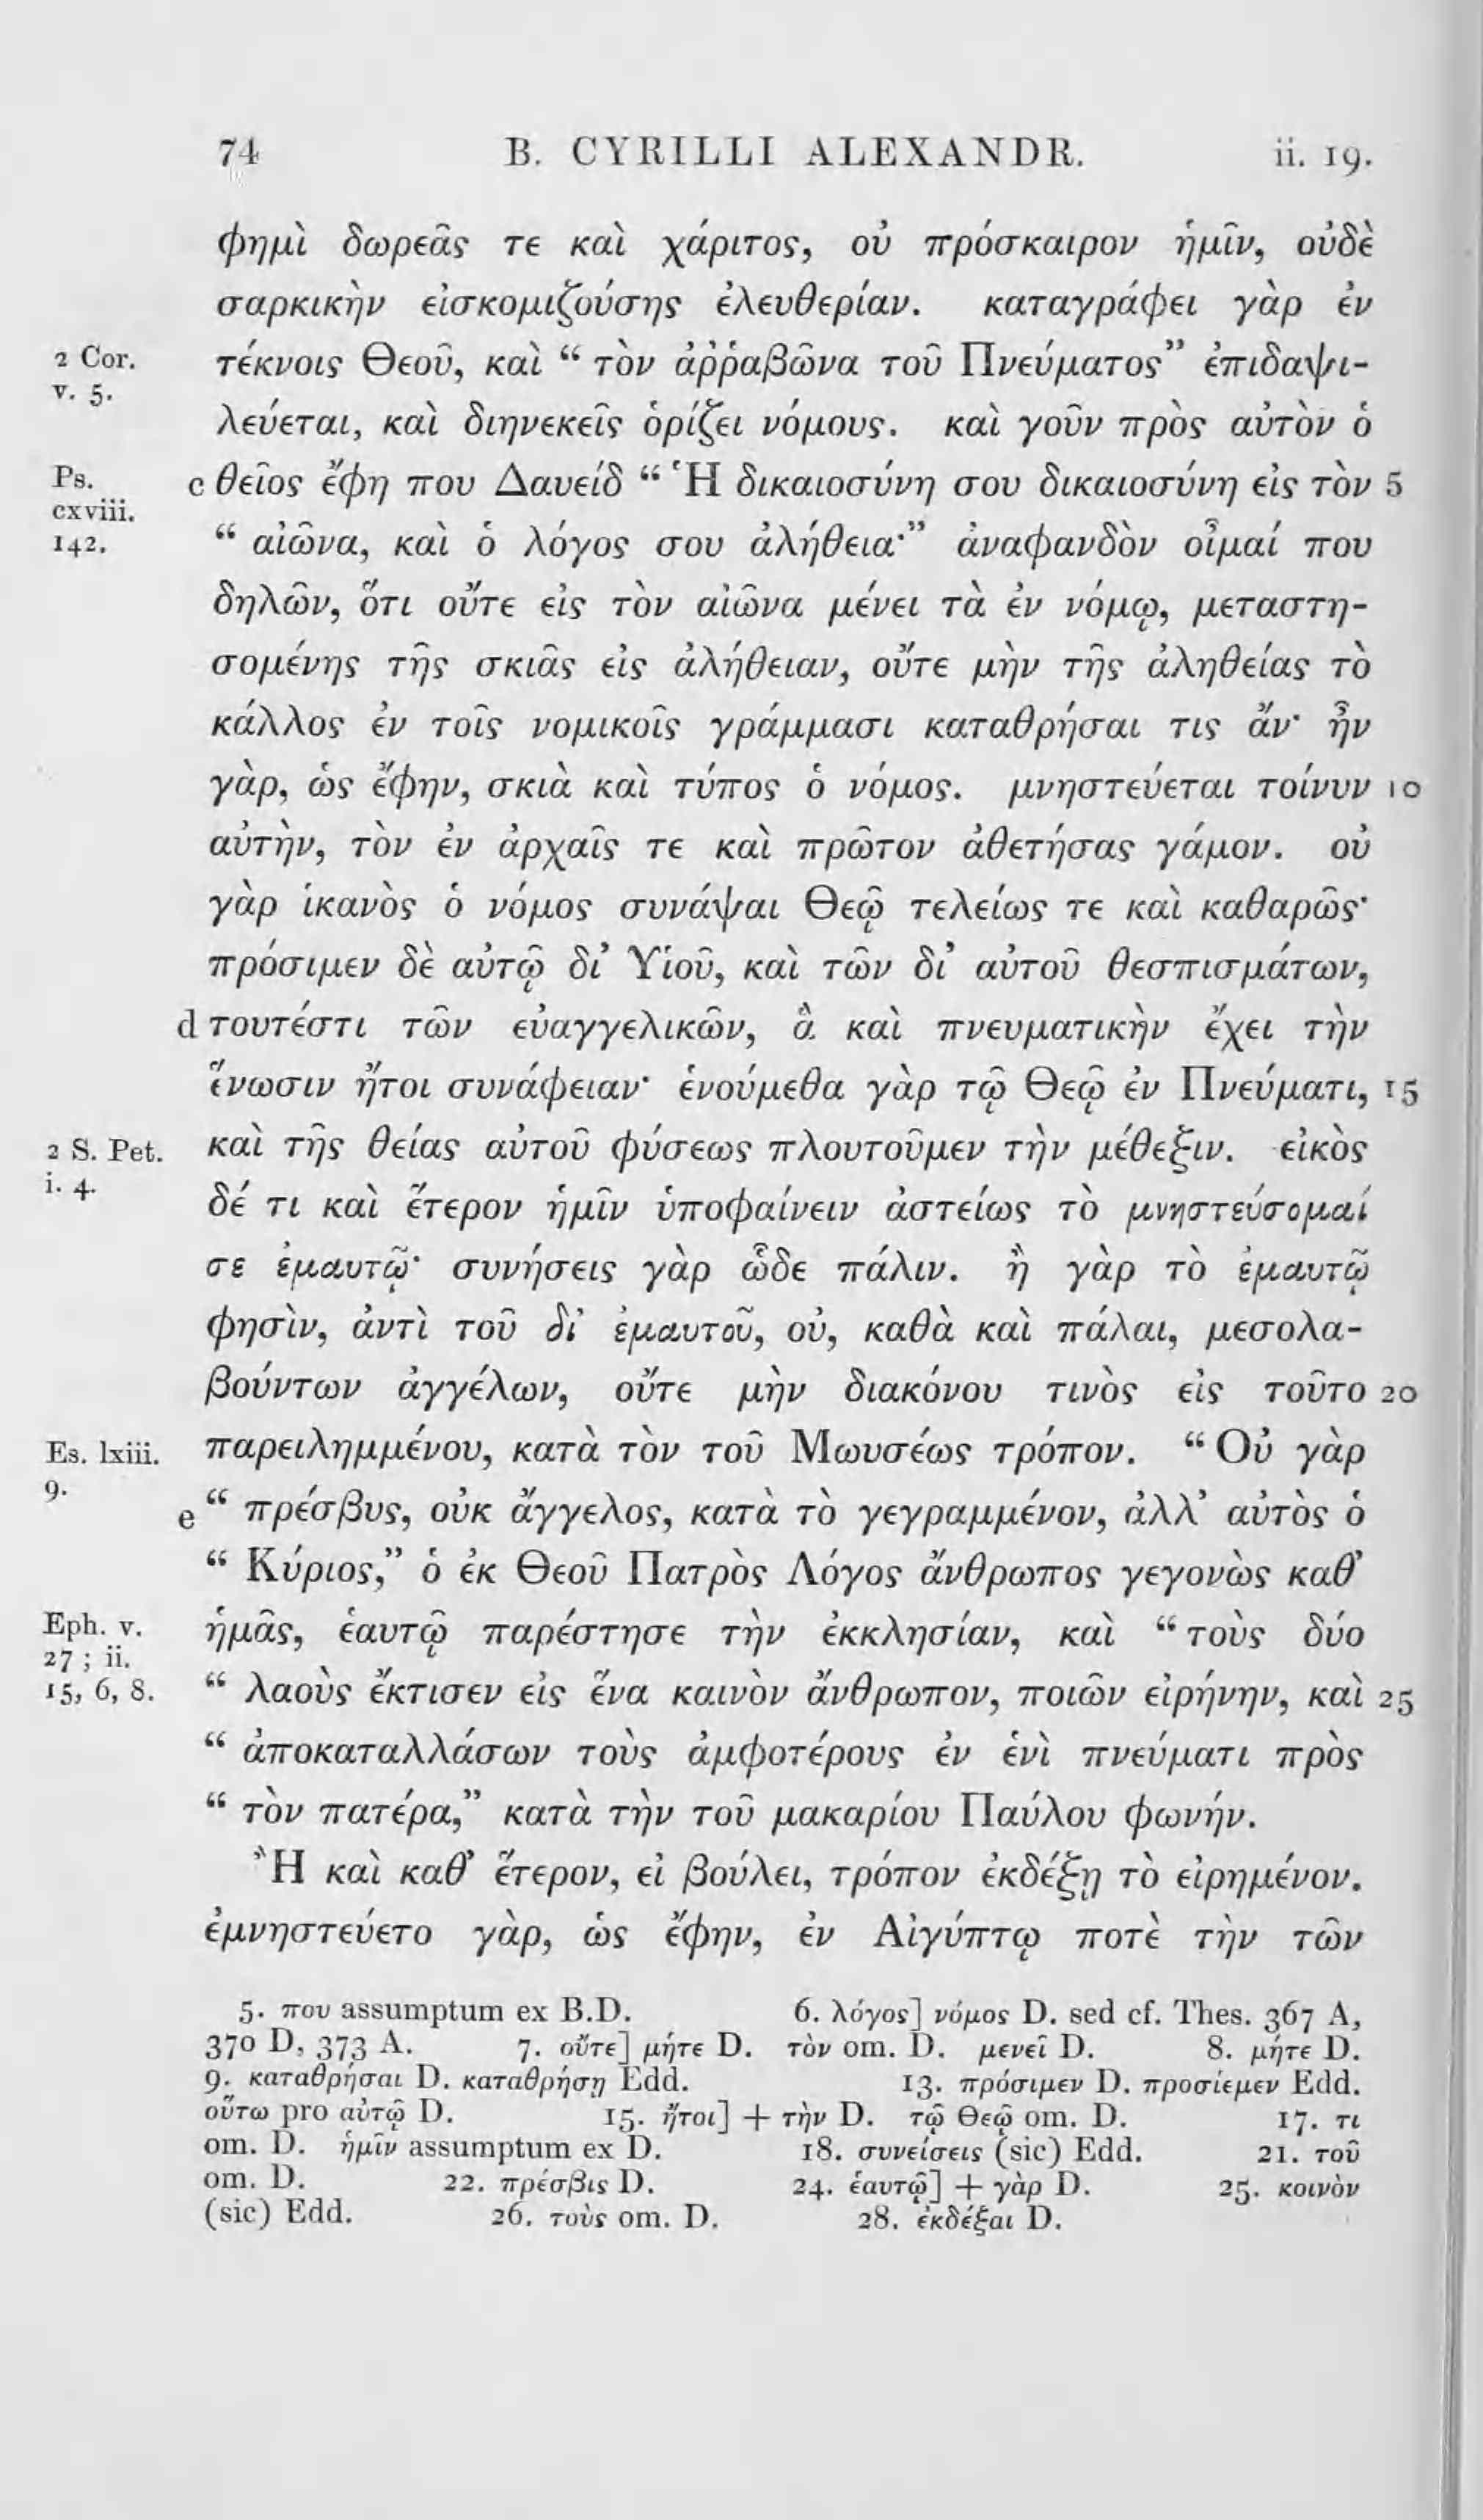 74 B. CYRILLI ALEXANDR. ii. 19.
φημὶ δωρεᾶς τε καὶ χάριτος, οὐ πρόσκαιρον ἡμῖν, οὐδὲ
σαρκικὴν εἰσκομιζούσης ἐλευθερίαν. καταγράφει γὰρ ἐν
2 Cor. τέκνοις Θεοῦ, καὶ “ τὸν ἀῤῥαβῶνα τοῦ Πνεύματος” ἐπιδαψι-
v. 5. λεύεται, καὶ διηνεκεῖς ὁρίζει νόμους. καὶ γοῦν πρὸς αὐτὸν ὁ
Ps. c θεῖος ἔφη που Δαυείδ “ Ἡ δικαιοσύνη σου δικαιοσύνη εἰς τὸν 5
cxviii.
142. “ αἰῶνα, καὶ ὁ λόγος σου ἀλήθεια·” ἀναφανδὸν οἶμαί που
δηλῶν, ὅτι οὔτε εἰς τὸν αἰῶνα μένει τὰ ἐν νόμῳ, μεταστη-
σομένης τῆς σκιᾶς εἰς ἀλήθειαν, οὔτε μὴν τῆς ἀληθείας τὸ
κάλλος ἐν τοῖς νομικοῖς γράμμασι καταθρήσαι τις ἄν· ἦν
γὰρ, ὡς ἔφην, σκιὰ καὶ τύπος ὁ νόμος. μνηστεύεται τοίνυν 10
αὐτὴν, τὸν ἐν ἀρχαῖς τε καὶ πρῶτον ἀθετήσας γάμον. οὐ
γὰρ ἱκανὸς ὁ νόμος συνάψαι Θεῷ τελείως τε καὶ καθαρῶς·
πρόσιμεν δὲ αὐτῷ δι’ Υἱοῦ, καὶ τῶν δι’ αὐτοῦ θεσπισμάτων,
d τουτέστι τῶν εὐαγγελικῶν, ἃ καὶ πνευματικὴν ἔχει τὴν
ἕνωσιν ἤτοι συνάφειαν· ἑνούμεθα γὰρ τῷ Θεῷ ἐν Πνεύματι, 15
2 S. Pet. καὶ τῆς θείας αὐτοῦ φύσεως πλουτοῦμεν τὴν μέθεξιν. εἰκὸς
i. 4. δέ τι καὶ ἕτερον ἡμῖν ὑποφαίνειν ἀστείως τὸ μνηστεύσομαί
σε ἐμαυτῷ· συνήσεις γὰρ ὧδε πάλιν. ἢ γὰρ τὸ ἐμαυτῷ
φησὶν, ἀντὶ τοῦ δι’ ἐμαυτοῦ, οὐ, καθὰ καὶ πάλαι, μεσολα-
βούντων ἀγγέλων, οὔτε μὴν διακόνου τινὸς εἰς τοῦτο 20
Es. lxiii. παρειλημμένου, κατὰ τὸν τοῦ Μωυσέως τρόπον. “ Οὐ γὰρ
9.
e “ πρέσβυς, οὐκ ἄγγελος, κατὰ τὸ γεγραμμένον, ἀλλ’ αὐτὸς ὁ
“ Κύριος,” ὁ ἐκ Θεοῦ Πατρὸς Λόγος ἄνθρωπος γεγονὼς καθ’
Eph. v. ἡμᾶς, ἑαυτῷ παρέστησε τὴν ἐκκλησίαν, καὶ “ τοὺς δύο
27 ; ii.
15, 6, 8. “ λαοὺς ἔκτισεν εἰς ἕνα καινὸν ἄνθρωπον, ποιῶν εἰρήνην, καὶ 25
“ ἀποκαταλλάσων τοὺς ἀμφοτέρους ἐν ἑνὶ πνεύματι πρὸς
“ τὸν πατέρα,” κατὰ τὴν τοῦ μακαρίου Παύλου φωνήν.
Ἢ καὶ καθ’ ἕτερον, εἰ βούλει, τρόπον ἐκδέξῃ τὸ εἰρημένον.
ἐμνηστεύετο γὰρ, ὡς ἔφην, ἐν Αἰγύπτῳ ποτὲ τὴν τῶν
5. που assumptum ex B.D. 6. λόγος] νόμος D. sed cf. Thes. 367 A,
370 D, 373 A. 7. οὔτε] μήτε D. τὸν om. D. μενεῖ D. 8. μήτε D.
9. καταθρήσαι D. καταθρήσῃ Edd. 13. πρόσιμεν D. προσίεμεν Edd.
οὕτω pro αὐτῷ D. 15. ἤτοι] + τὴν D. τῷ Θεῷ om. D. 17. τι
om. D. ἡμῖν assumptum ex D. 18. συνείσεις (sic) Edd. 21. τοῦ
om. D. 22. πρέσβις D. 24. ἑαυτῷ] + γὰρ D. 25. κοινὸν
(sic) Edd. 26. τοὺς om. D. 28. ἐκδέξαι D.